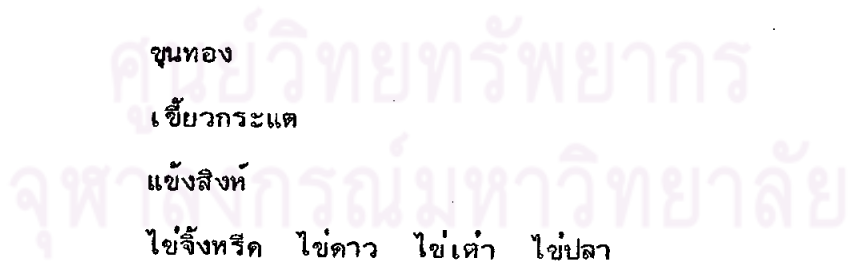 ขุนทอง
เขี้ยวกระแต
แข้งสิงห์
ไข่จิ้งหรีด ไข่ดาว ไข่เต่า ไข่ปลา
ศูนย์วิทยทรัพยากร
จุฬาลงกรณ์มหาวิทยาลัย